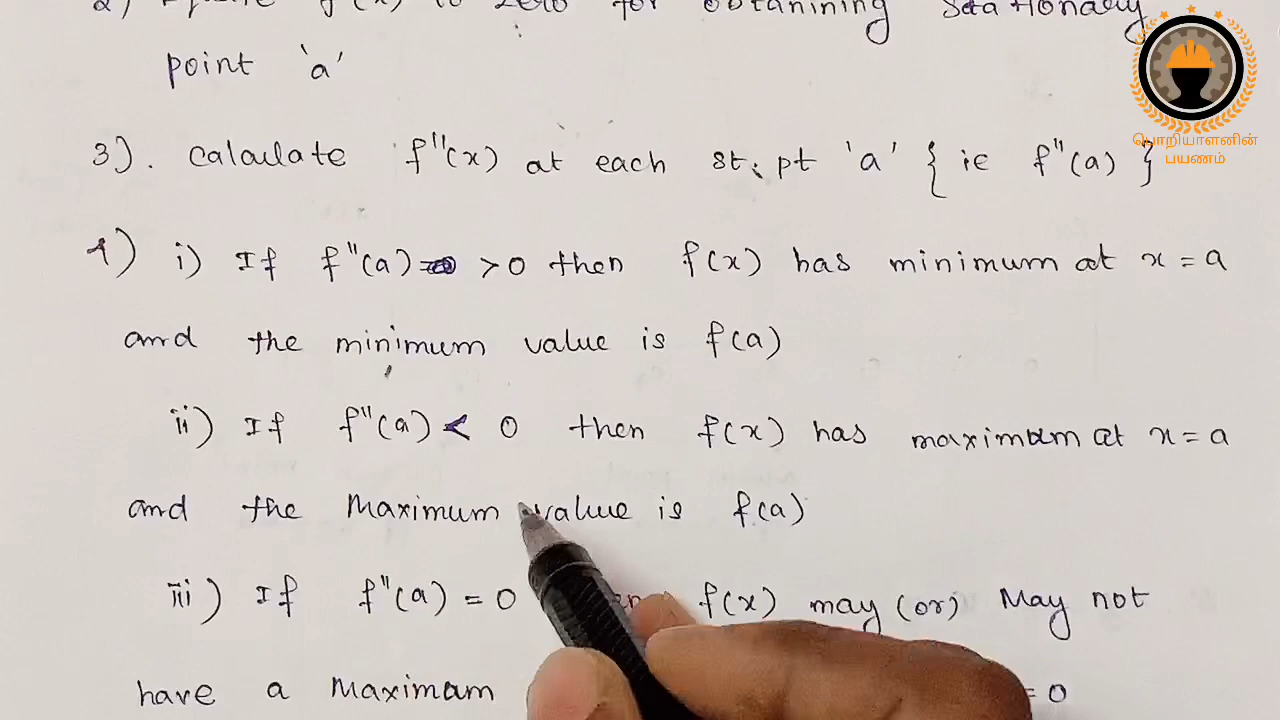 point 'a'
பொறியாளனின்
பயணம்
3). calculate f''(x) at each st. pt 'a' { ie f''(a) }
4) i) If f''(a) > 0 then f(x) has minimum at x = a
and the minimum value is f(a)
ii) If f''(a) < 0 then f(x) has maximum at x = a
and the Maximum value is f(a)
iii) If f''(a) = 0 f(x) may (or) May not
have a Maximam = 0